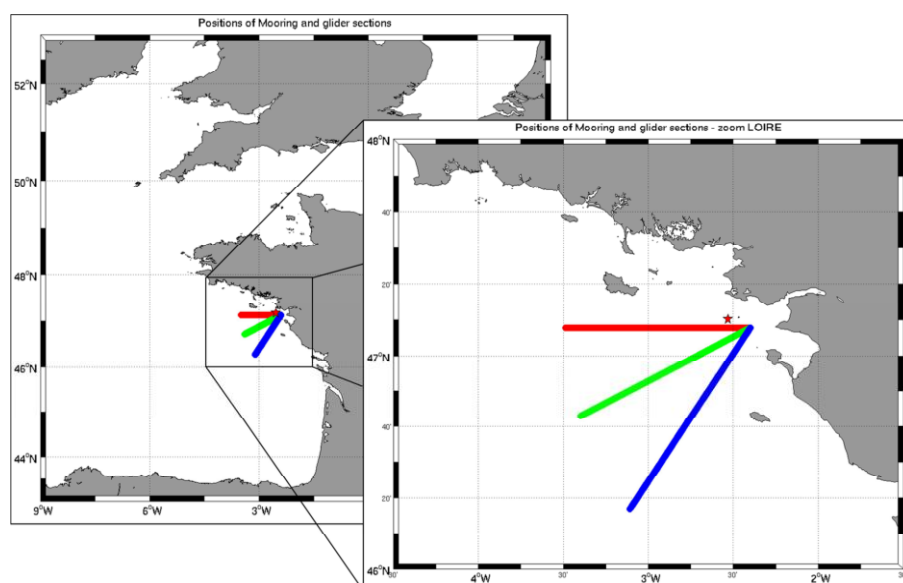 Positions of Mooring and glider sections
52°N
50°N
48°N
46°N
44°N
9°W
6°W
3°W
Positions of Mooring and glider sections - zoom LOIRE
48°N
40'
20'
47°N
40'
20'
46°N
30'
4°W
30'
3°W
30'
2°W
30'